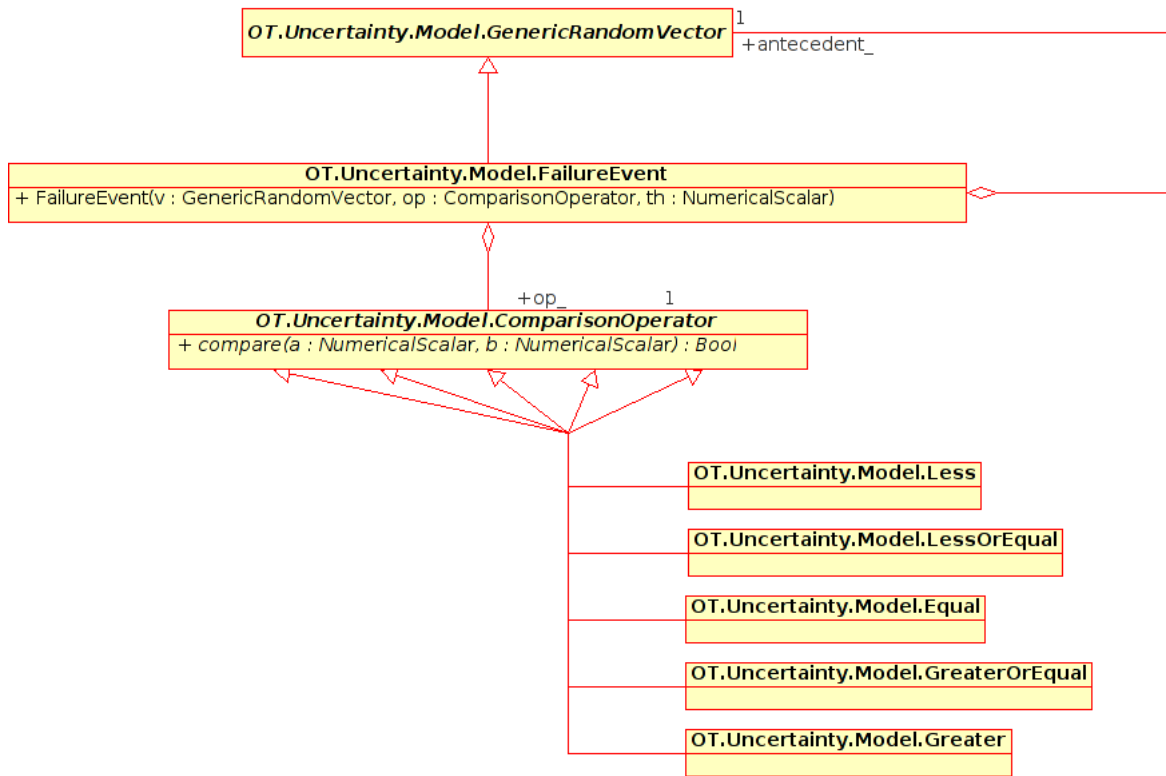 OT.Uncertainty.Model.GenericRandomVector
1
+antecedent_
OT.Uncertainty.Model.FailureEvent
+ FailureEvent(v : GenericRandomVector, op : ComparisonOperator, th : NumericalScalar)
+op_ 1
OT.Uncertainty.Model.ComparisonOperator
+ compare(a : NumericalScalar, b : NumericalScalar) : Bool
OT.Uncertainty.Model.Less
OT.Uncertainty.Model.LessOrEqual
OT.Uncertainty.Model.Equal
OT.Uncertainty.Model.GreaterOrEqual
OT.Uncertainty.Model.Greater